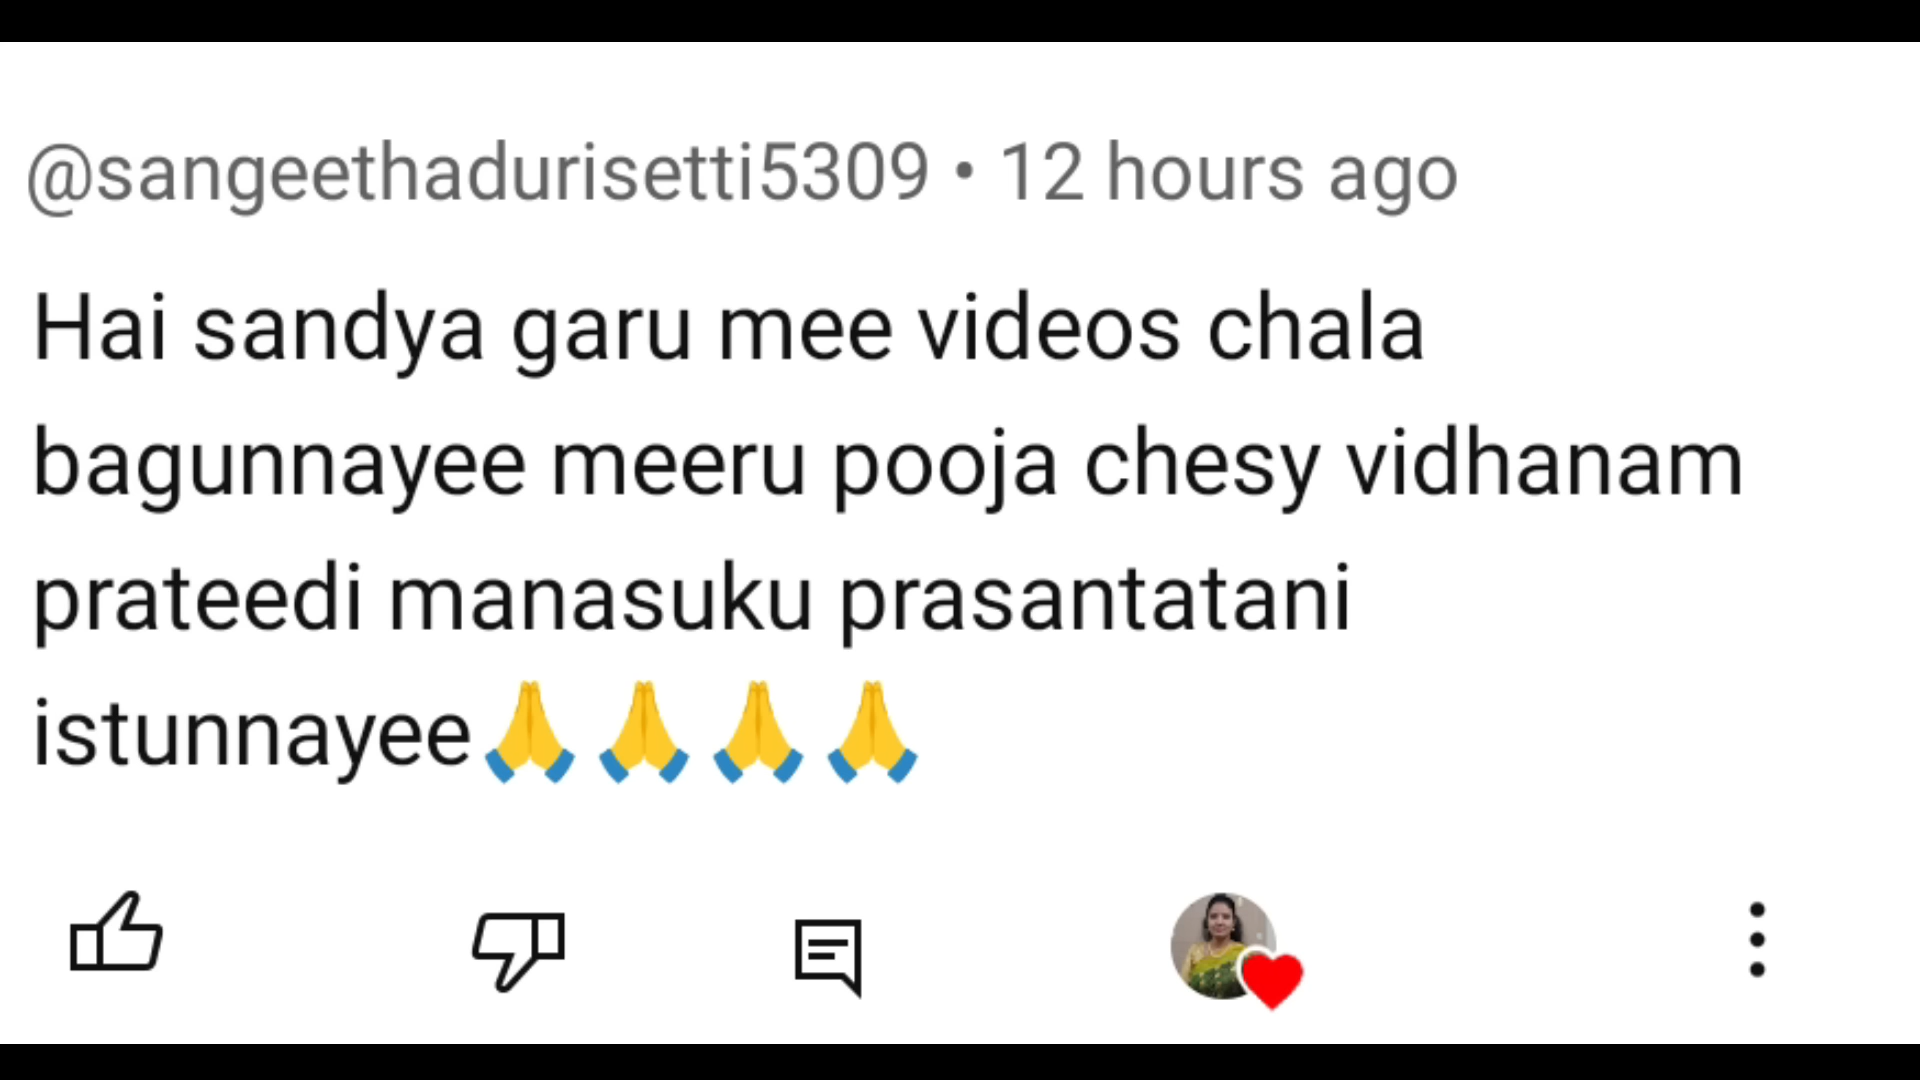 @sangeethadurisetti5309 • 12 hours ago
Hai sandya garu mee videos chala
bagunnayee meeru pooja chesy vidhanam
prateedi manasuku prasantatani
istunnayee🙏🙏🙏🙏